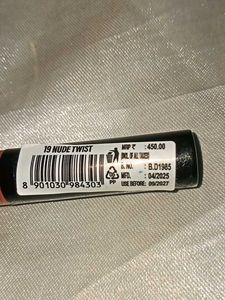 19 NUDE TWIST
MRP ₹ : 450.00
(INCL. OF ALL TAXES)
B. NO. : B.D1985
MFD. : 04/2025
USE BEFORE: 09/2027
PP
8 901030 984303